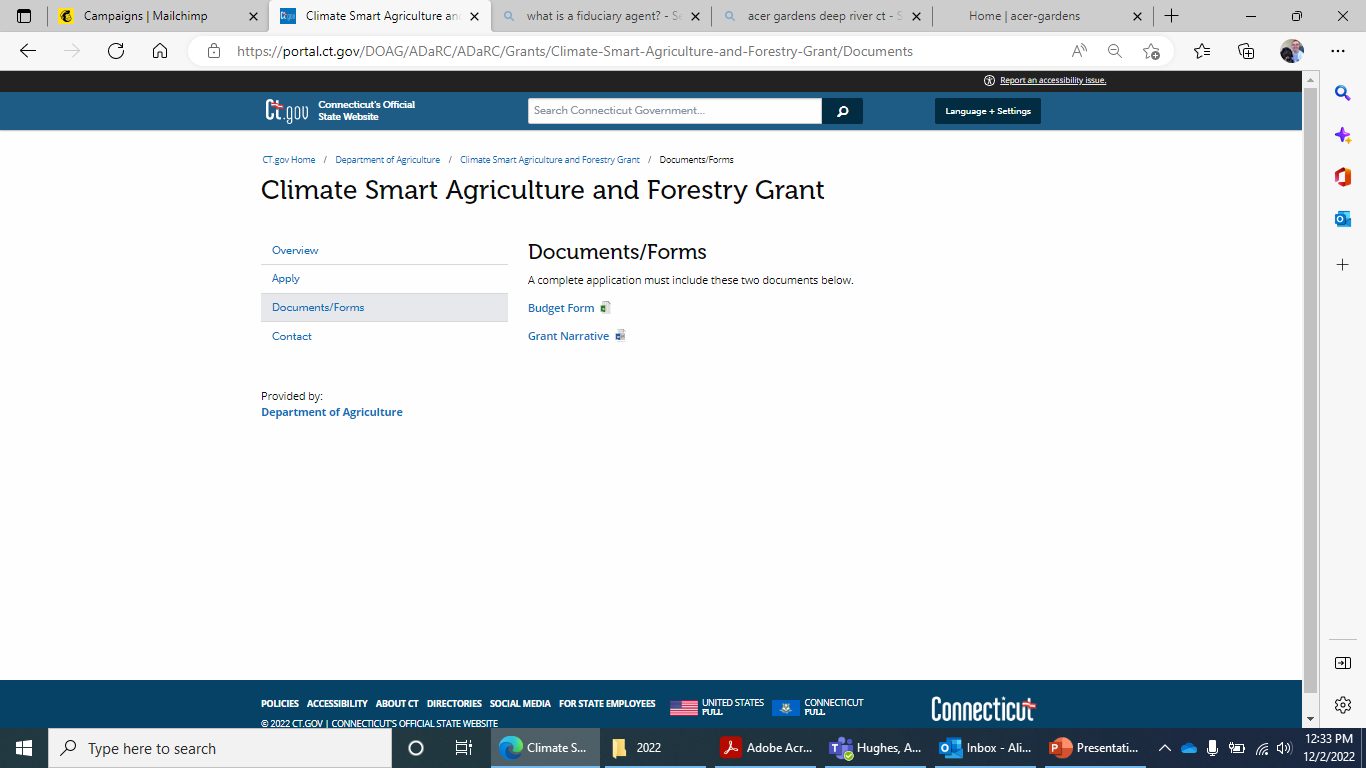 Campaigns | Mailchimp
Climate Smart Agriculture an
what is a fiduciary agent? - Se
acer gardens deep river ct - S
Home | acer-gardens
https://portal.ct.gov/DOAG/ADaRC/ADaRC/Grants/Climate-Smart-Agriculture-and-Forestry-Grant/Documents
Report an accessibility issue.
Ct.gov
Connecticut's Official
State Website
Search Connecticut Government...
Language + Settings
CT.gov Home / Department of Agriculture / Climate Smart Agriculture and Forestry Grant / Documents/Forms
Climate Smart Agriculture and Forestry Grant
Overview
Apply
Documents/Forms
Contact
Documents/Forms
A complete application must include these two documents below.
Budget Form
Grant Narrative
Provided by:
Department of Agriculture
POLICIES ACCESSIBILITY ABOUT CT DIRECTORIES SOCIAL MEDIA FOR STATE EMPLOYEES
UNITED STATES
FULL
CONNECTICUT
FULL
Connecticut
© 2022 CT.GOV | CONNECTICUT'S OFFICIAL STATE WEBSITE
Type here to search
Climate S...
2022
Adobe Acr...
Hughes, A...
Inbox - Ali...
Presentati...
12:33 PM
12/2/2022